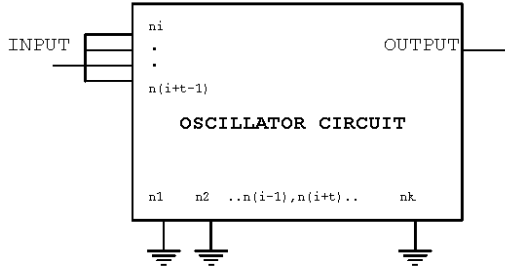 ni
INPUT
OUTPUT
.
.
n(i+t-1)
OSCILLATOR CIRCUIT
n1 n2 ..n(i-1),n(i+t).. nk